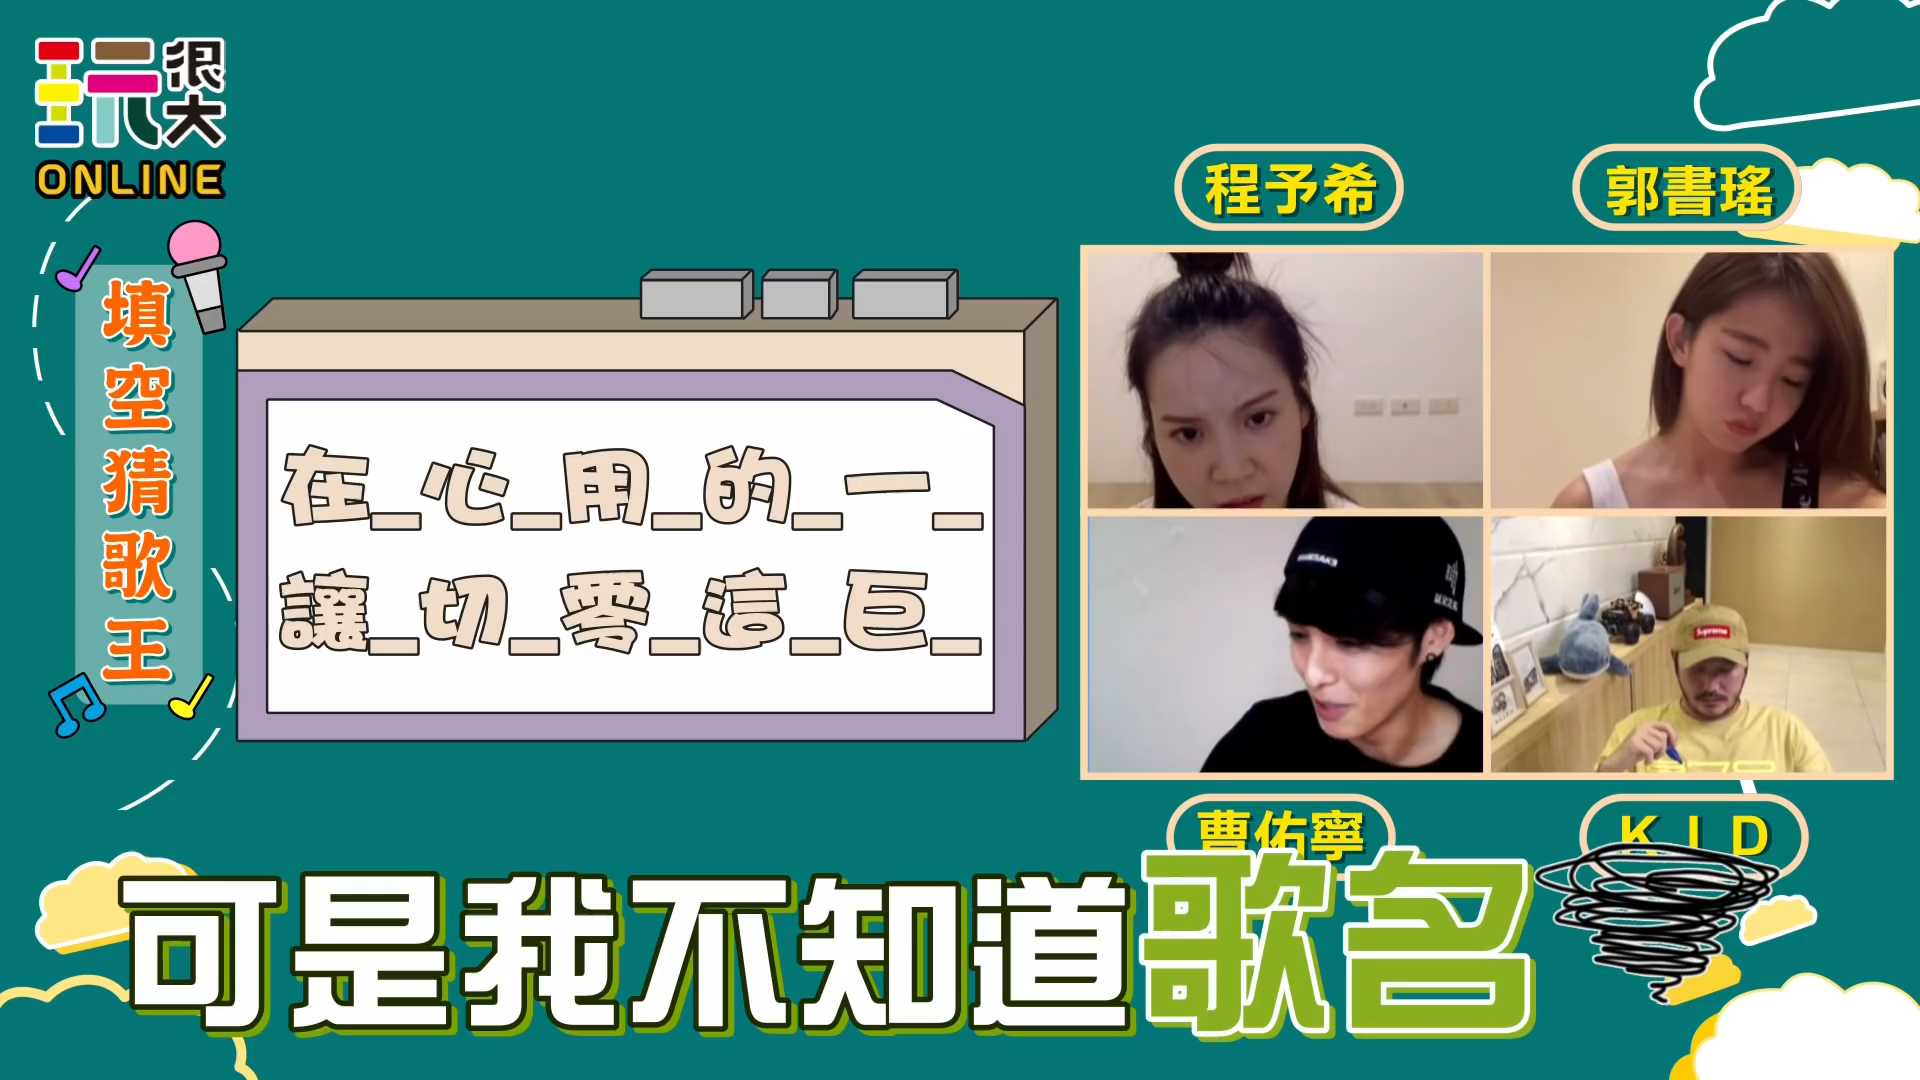 玩很大
ONLINE
填空猜歌王
在_心_用_的_一_
讓_切_零_這_巨_
程予希
郭書瑤
曹佑寧
KID
Supreme
可是我不知道歌名